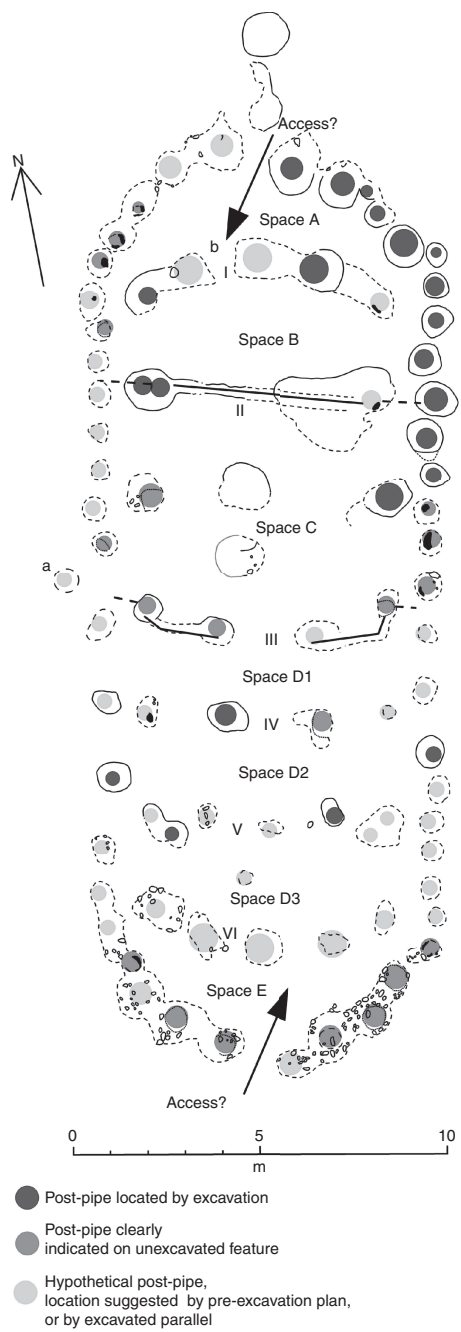 Access?
N
Space A
b
I
Space B
II
Space C
a
III
Space D1
IV
Space D2
V
Space D3
VI
Space E
Access?
0 5 10
m
Post-pipe located by excavation
Post-pipe clearly
indicated on unexcavated feature
Hypothetical post-pipe,
location suggested by pre-excavation plan,
or by excavated parallel